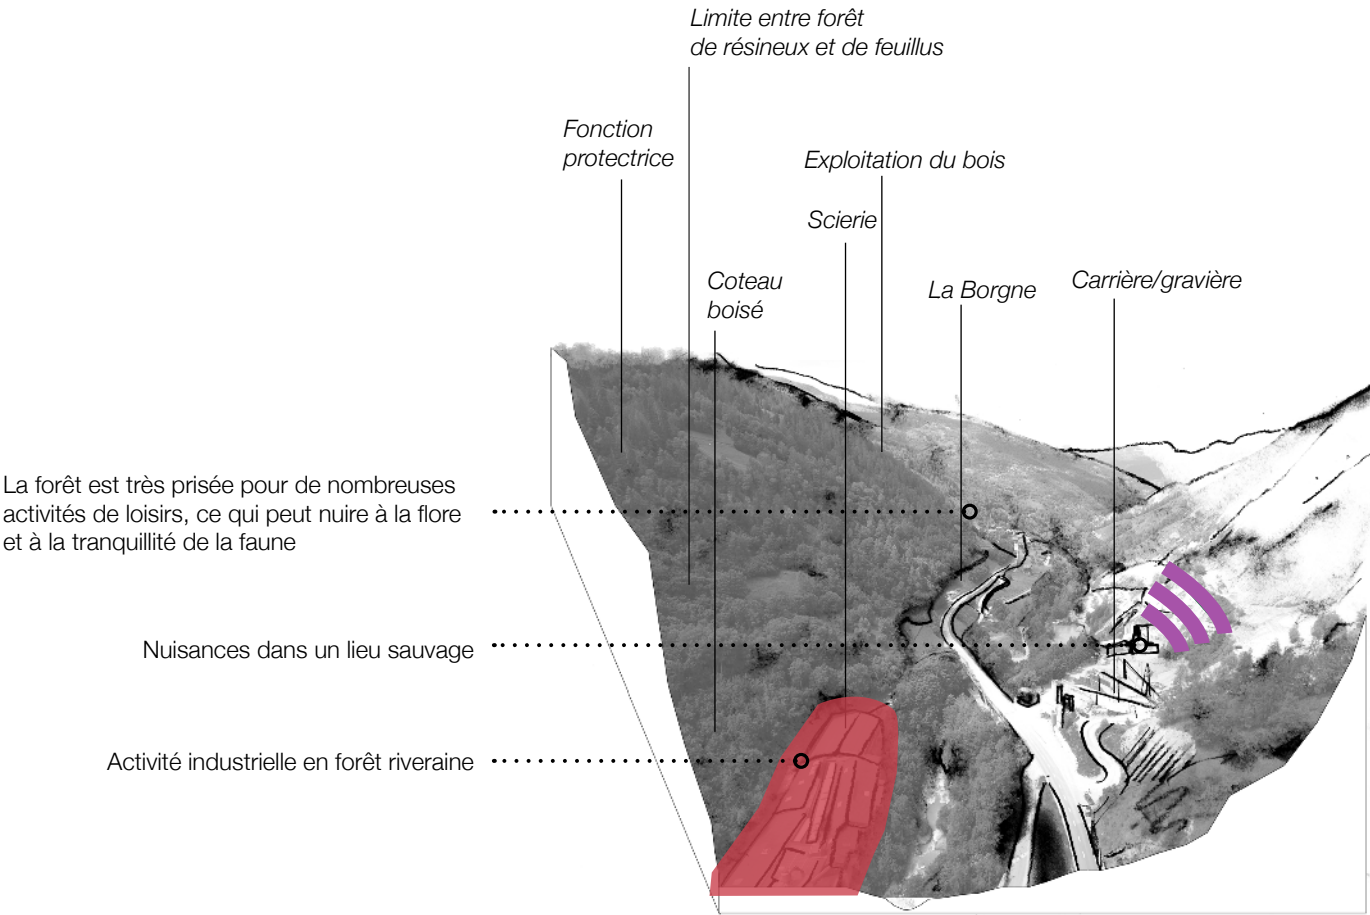 Limite entre forêt
de résineux et de feuillus
Fonction
protectrice
Exploitation du bois
Scierie
Coteau
boisé
La Borgne
Carrière/gravière
La forêt est très prisée pour de nombreuses
activités de loisirs, ce qui peut nuire à la flore
et à la tranquillité de la faune
Nuisances dans un lieu sauvage
Activité industrielle en forêt riveraine